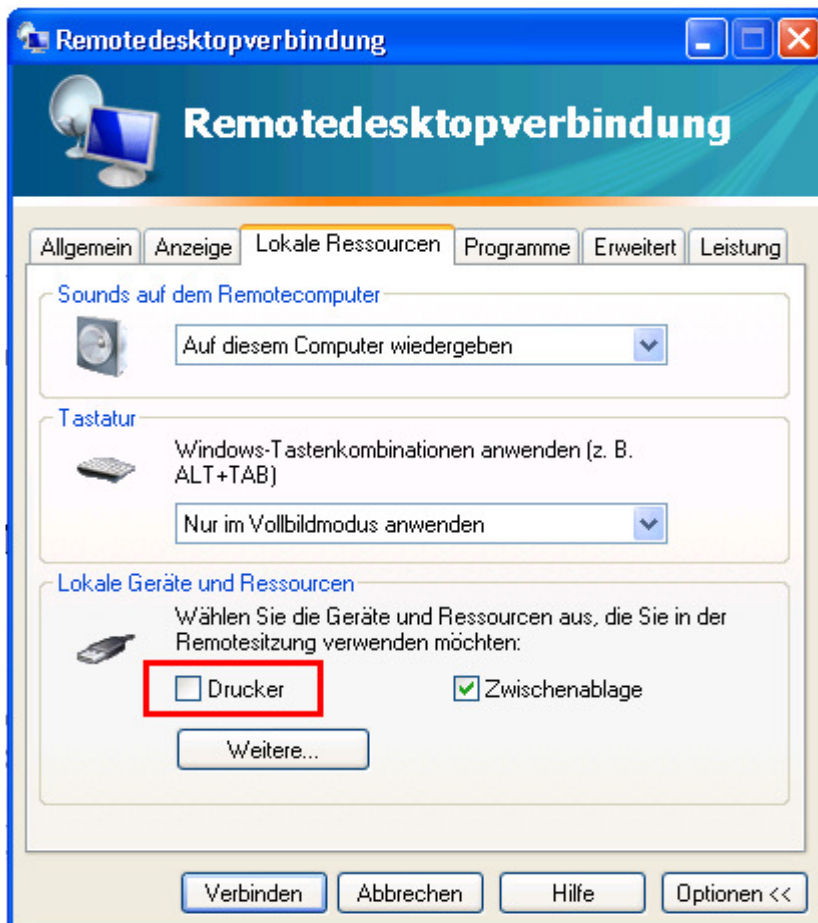 Remotedesktopverbindung
Remotedesktopverbindung
Allgemein Anzeige Lokale Ressourcen Programme Erweitert Leistung
Sounds auf dem Remotecomputer
Auf diesem Computer wiedergeben
Tastatur
Windows-Tastenkombinationen anwenden (z. B.
ALT+TAB)
Nur im Vollbildmodus anwenden
Lokale Geräte und Ressourcen
Wählen Sie die Geräte und Ressourcen aus, die Sie in der
Remotesitzung verwenden möchten:
Drucker Zwischenablage
Weitere...
Verbinden Abbrechen Hilfe Optionen <<